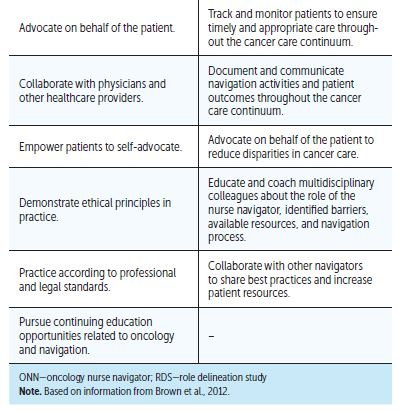 Advocate on behalf of the patient.
Track and monitor patients to ensure
timely and appropriate care through-
out the cancer care continuum.
Collaborate with physicians and
other healthcare providers.
Document and communicate
navigation activities and patient
outcomes throughout the cancer
care continuum.
Empower patients to self-advocate.
Advocate on behalf of the patient to
reduce disparities in cancer care.
Demonstrate ethical principles in
practice.
Educate and coach multidisciplinary
colleagues about the role of the
nurse navigator, identified barriers,
available resources, and navigation
process.
Practice according to professional
and legal standards.
Collaborate with other navigators
to share best practices and increase
patient resources.
Pursue continuing education
opportunities related to oncology
and navigation.
–
ONN—oncology nurse navigator; RDS—role delineation study
Note. Based on information from Brown et al., 2012.